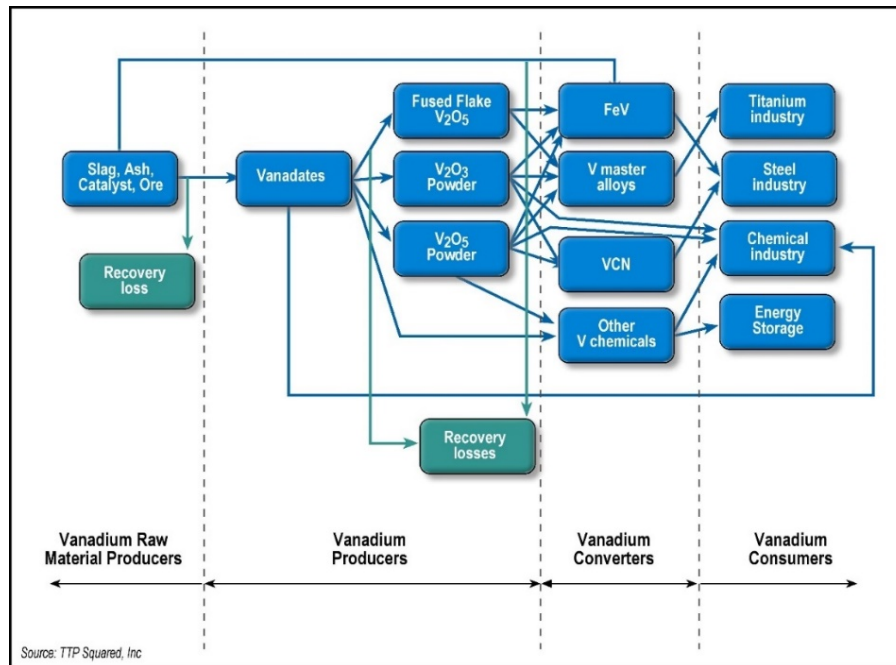 Fused Flake
V2O5
FeV
Titanium
industry
Slag, Ash,
Catalyst, Ore
Vanadates
V2O3
Powder
V master
alloys
Steel
industry
V2O5
Powder
Chemical
industry
Recovery
loss
VCN
Other
V chemicals
Energy
Storage
Recovery
losses
Vanadium Raw
Material Producers
Vanadium
Producers
Vanadium
Converters
Vanadium
Consumers
Source: TTP Squared, Inc